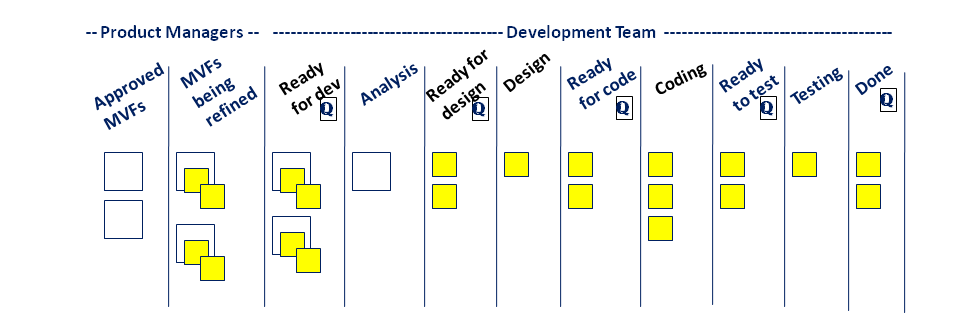 -- Product Managers --
--------------------------------------- Development Team ---------------------------------------
Approved
MVFs
MVFs
being
refined
Ready
for dev
Q
Analysis
Ready for
design
Q
Design
Ready
for code
Q
Coding
Ready
to test
Q
Testing
Done
Q